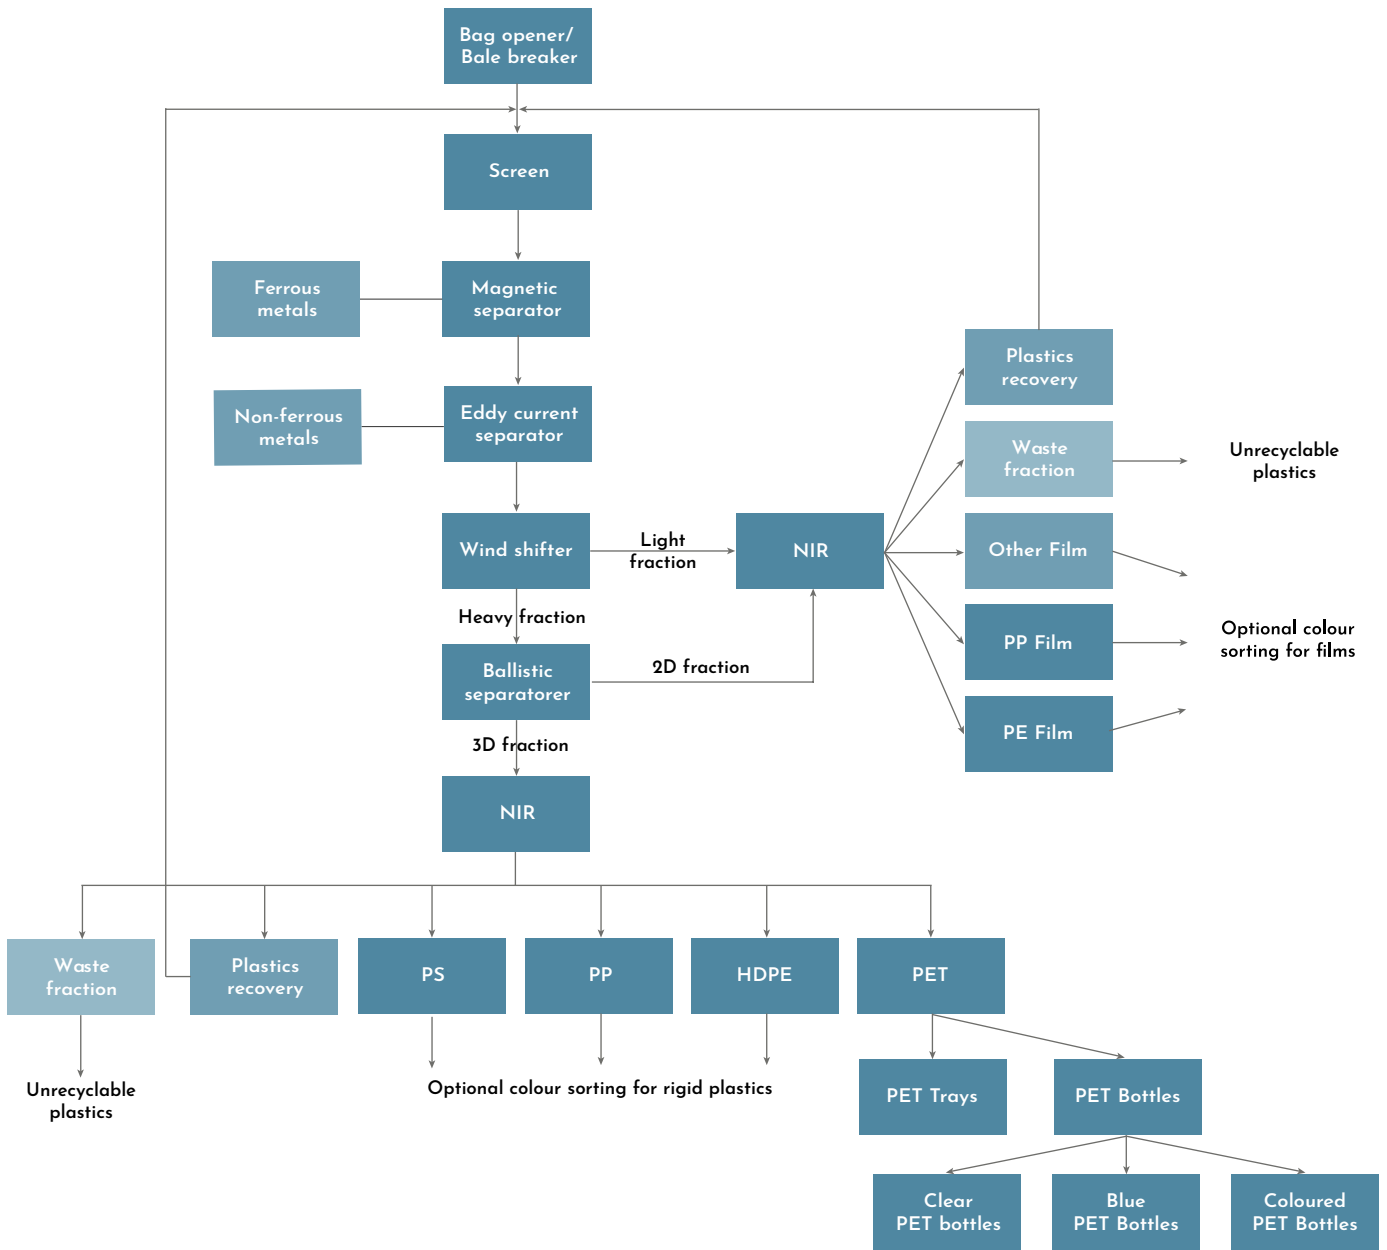 Bag opener/
Bale breaker
Screen
Ferrous
metals
Magnetic
separator
Plastics
recovery
Non-ferrous
metals
Eddy current
separator
Waste
fraction
Unrecyclable
plastics
Wind shifter
Light
fraction
NIR
Other Film
Heavy fraction
PP Film
Optional colour
sorting for films
Ballistic
separatorer
2D fraction
PE Film
3D fraction
NIR
Waste
fraction
Plastics
recovery
PS
PP
HDPE
PET
Unrecyclable
plastics
Optional colour sorting for rigid plastics
PET Trays
PET Bottles
Clear
PET bottles
Blue
PET Bottles
Coloured
PET Bottles